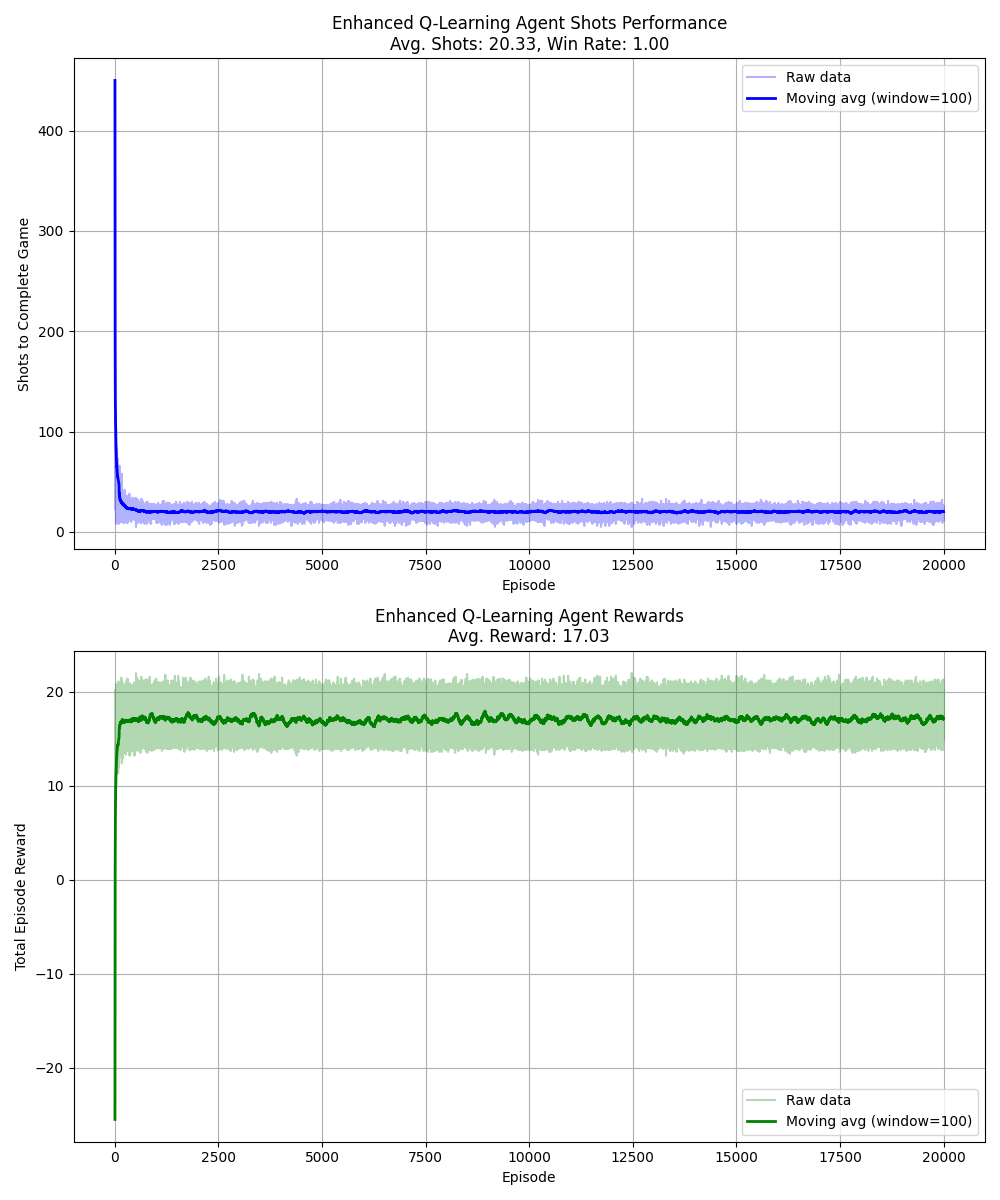 Enhanced Q-Learning Agent Shots Performance
Avg. Shots: 20.33, Win Rate: 1.00
Raw data
Moving avg (window=100)
Shots to Complete Game
400
300
200
100
0
0 2500 5000 7500 10000 12500 15000 17500 20000
Episode
Enhanced Q-Learning Agent Rewards
Avg. Reward: 17.03
Total Episode Reward
20
10
0
−10
−20
Raw data
Moving avg (window=100)
0 2500 5000 7500 10000 12500 15000 17500 20000
Episode